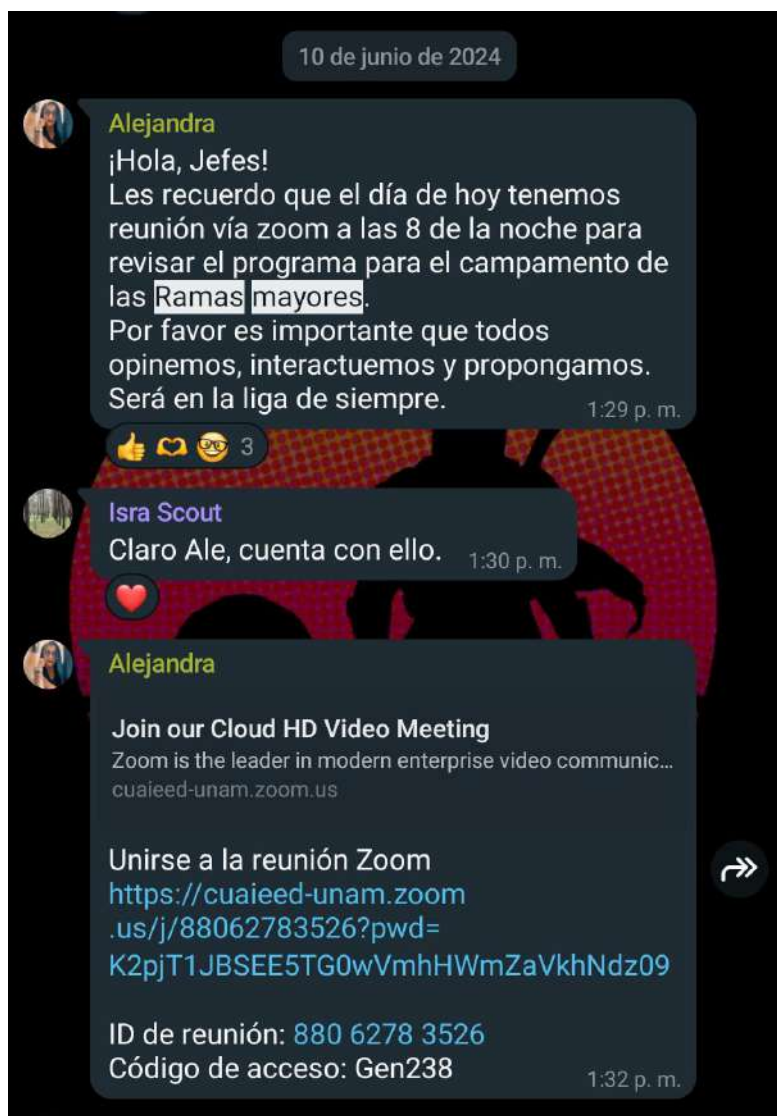 10 de junio de 2024
Alejandra
¡Hola, Jefes!
Les recuerdo que el día de hoy tenemos
reunión vía zoom a las 8 de la noche para
revisar el programa para el campamento de
las Ramas mayores.
Por favor es importante que todos
opinemos, interactuemos y propongamos.
Será en la liga de siempre.
1:29 p. m.
3
Isra Scout
Claro Ale, cuenta con ello.
1:30 p. m.
Alejandra
Join our Cloud HD Video Meeting
Zoom is the leader in modern enterprise video communic...
cuaieed-unam.zoom.us
Unirse a la reunión Zoom
https://cuaieed-unam.zoom
.us/j/88062783526?pwd=
K2pjT1JBSEE5TG0wVmhHWmZaVkhNdz09
ID de reunión: 880 6278 3526
Código de acceso: Gen238
1:32 p. m.